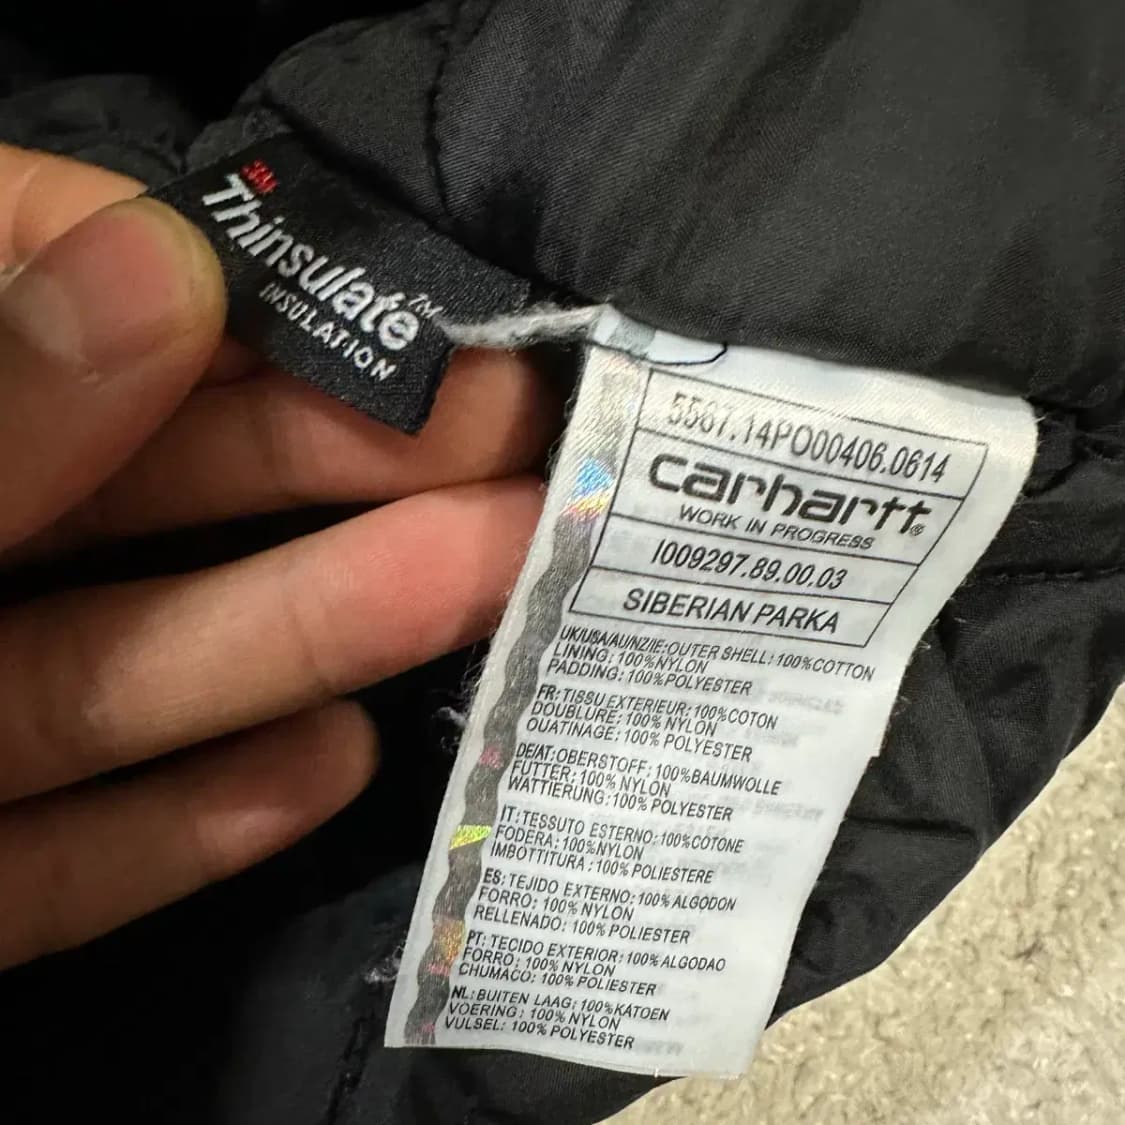 3M
Thinsulate™
INSULATION
5567.14PO00406.0614
carhartt®
WORK IN PROGRESS
I009297.89.00.03
SIBERIAN PARKA
UK/USA/AU/NZ/IE:OUTER SHELL: 100%COTTON
LINING: 100%NYLON
PADDING: 100%POLYESTER
FR: TISSU EXTERIEUR:100%COTON
DOUBLURE: 100% NYLON
OUATINAGE: 100% POLYESTER
DE/AT:OBERSTOFF: 100%BAUMWOLLE
FUTTER: 100% NYLON
WATTIERUNG: 100% POLYESTER
IT: TESSUTO ESTERNO: 100%COTONE
FODERA: 100%NYLON
IMBOTTITURA : 100% POLIESTERE
ES: TEJIDO EXTERNO: 100% ALGODON
FORRO: 100% NYLON
RELLENADO: 100% POLIESTER
PT: TECIDO EXTERIOR: 100% ALGODAO
FORRO: 100% NYLON
CHUMACO: 100% POLIESTER
NL: BUITEN LAAG: 100%KATOEN
VOERING: 100% NYLON
VULSEL: 100% POLYESTER